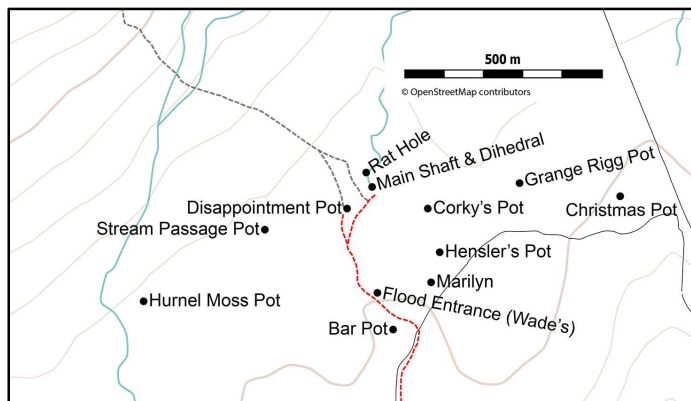 500 m
© OpenStreetMap contributors
Rat Hole
Main Shaft & Dihedral
Grange Rigg Pot
Disappointment Pot
Corky's Pot
Christmas Pot
Stream Passage Pot
Hensler's Pot
Marilyn
Hurnel Moss Pot
Flood Entrance (Wade's)
Bar Pot